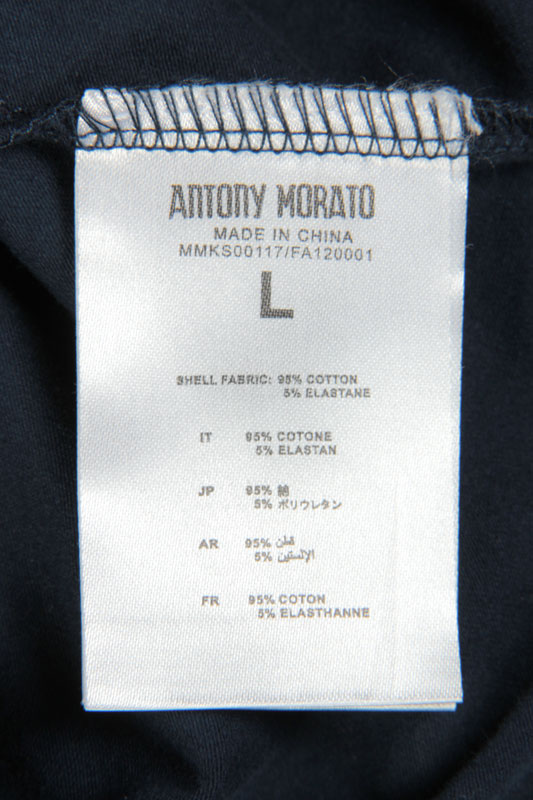 ANTONY MORATO
MADE IN CHINA
MMKS00117/FA120001
L
SHELL FABRIC: 95% COTTON
5% ELASTANE
IT 95% COTONE
5% ELASTAN
JP 95% 綿
5% ポリウレタン
AR 95% قطن
5% الإلستين
FR 95% COTON
5% ELASTHANNE